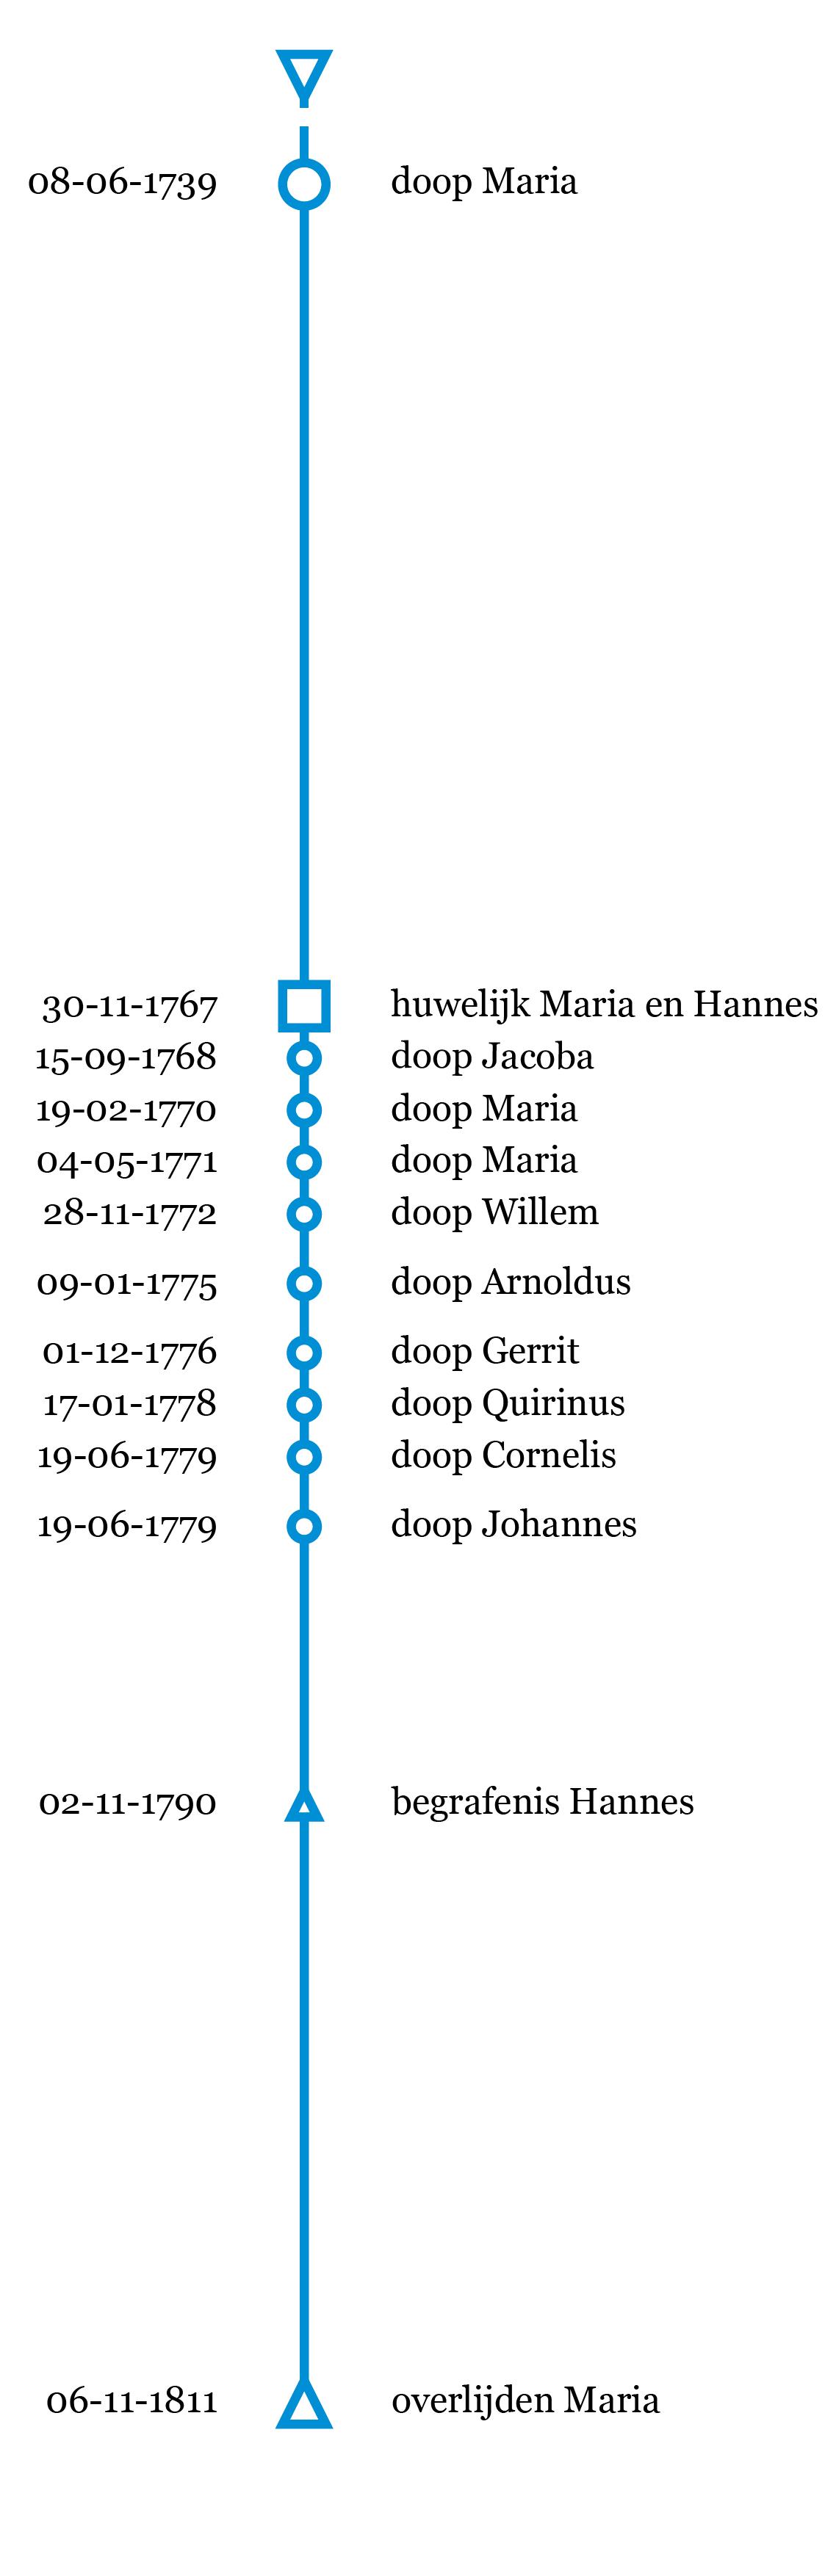 08-06-1739 doop Maria
30-11-1767 huwelijk Maria en Hannes
15-09-1768 doop Jacoba
19-02-1770 doop Maria
04-05-1771 doop Maria
28-11-1772 doop Willem
09-01-1775 doop Arnoldus
01-12-1776 doop Gerrit
17-01-1778 doop Quirinus
19-06-1779 doop Cornelis
19-06-1779 doop Johannes
02-11-1790 begrafenis Hannes
06-11-1811 overlijden Maria